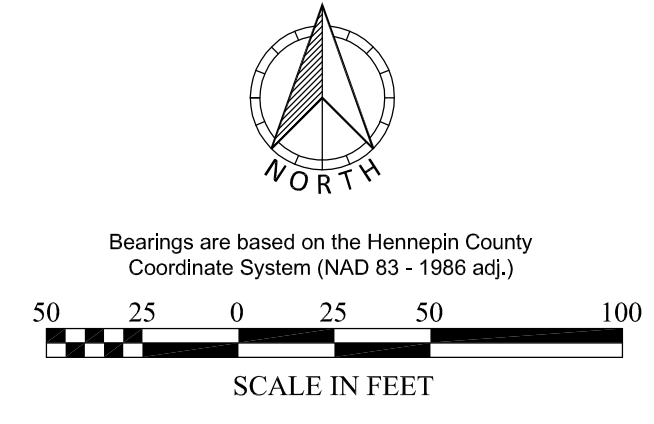 NORTH
Bearings are based on the Hennepin County
Coordinate System (NAD 83 - 1986 adj.)
50 25 0 25 50 100
SCALE IN FEET